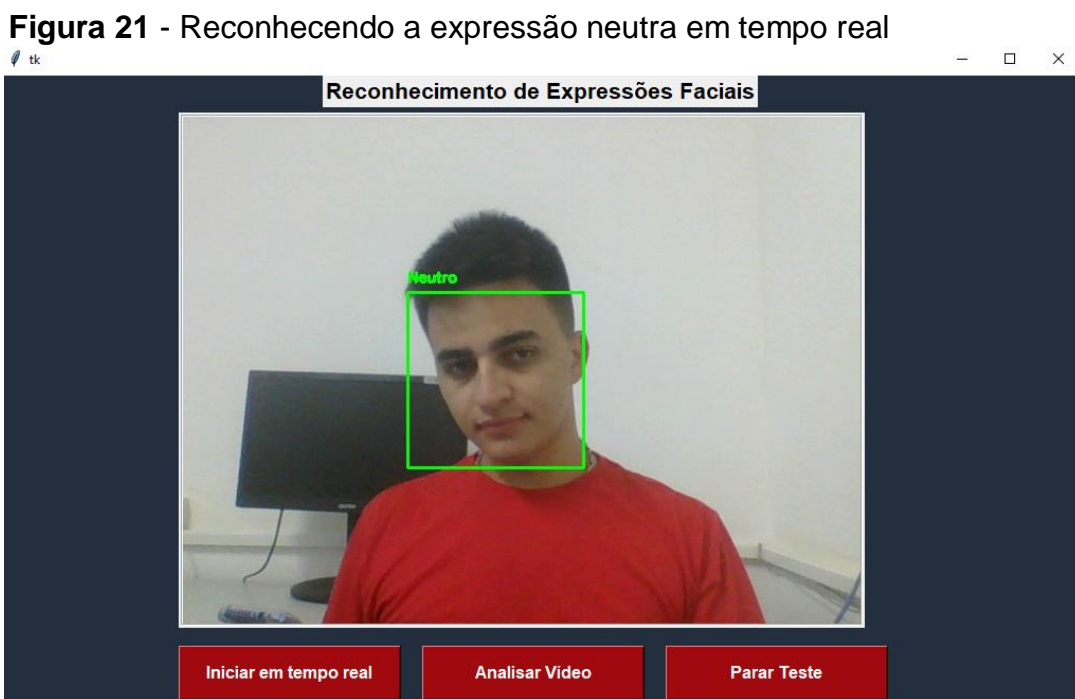 Figura 21 - Reconhecendo a expressão neutra em tempo real
tk
Reconhecimento de Expressões Faciais
Neutro
Iniciar em tempo real
Analisar Vídeo
Parar Teste